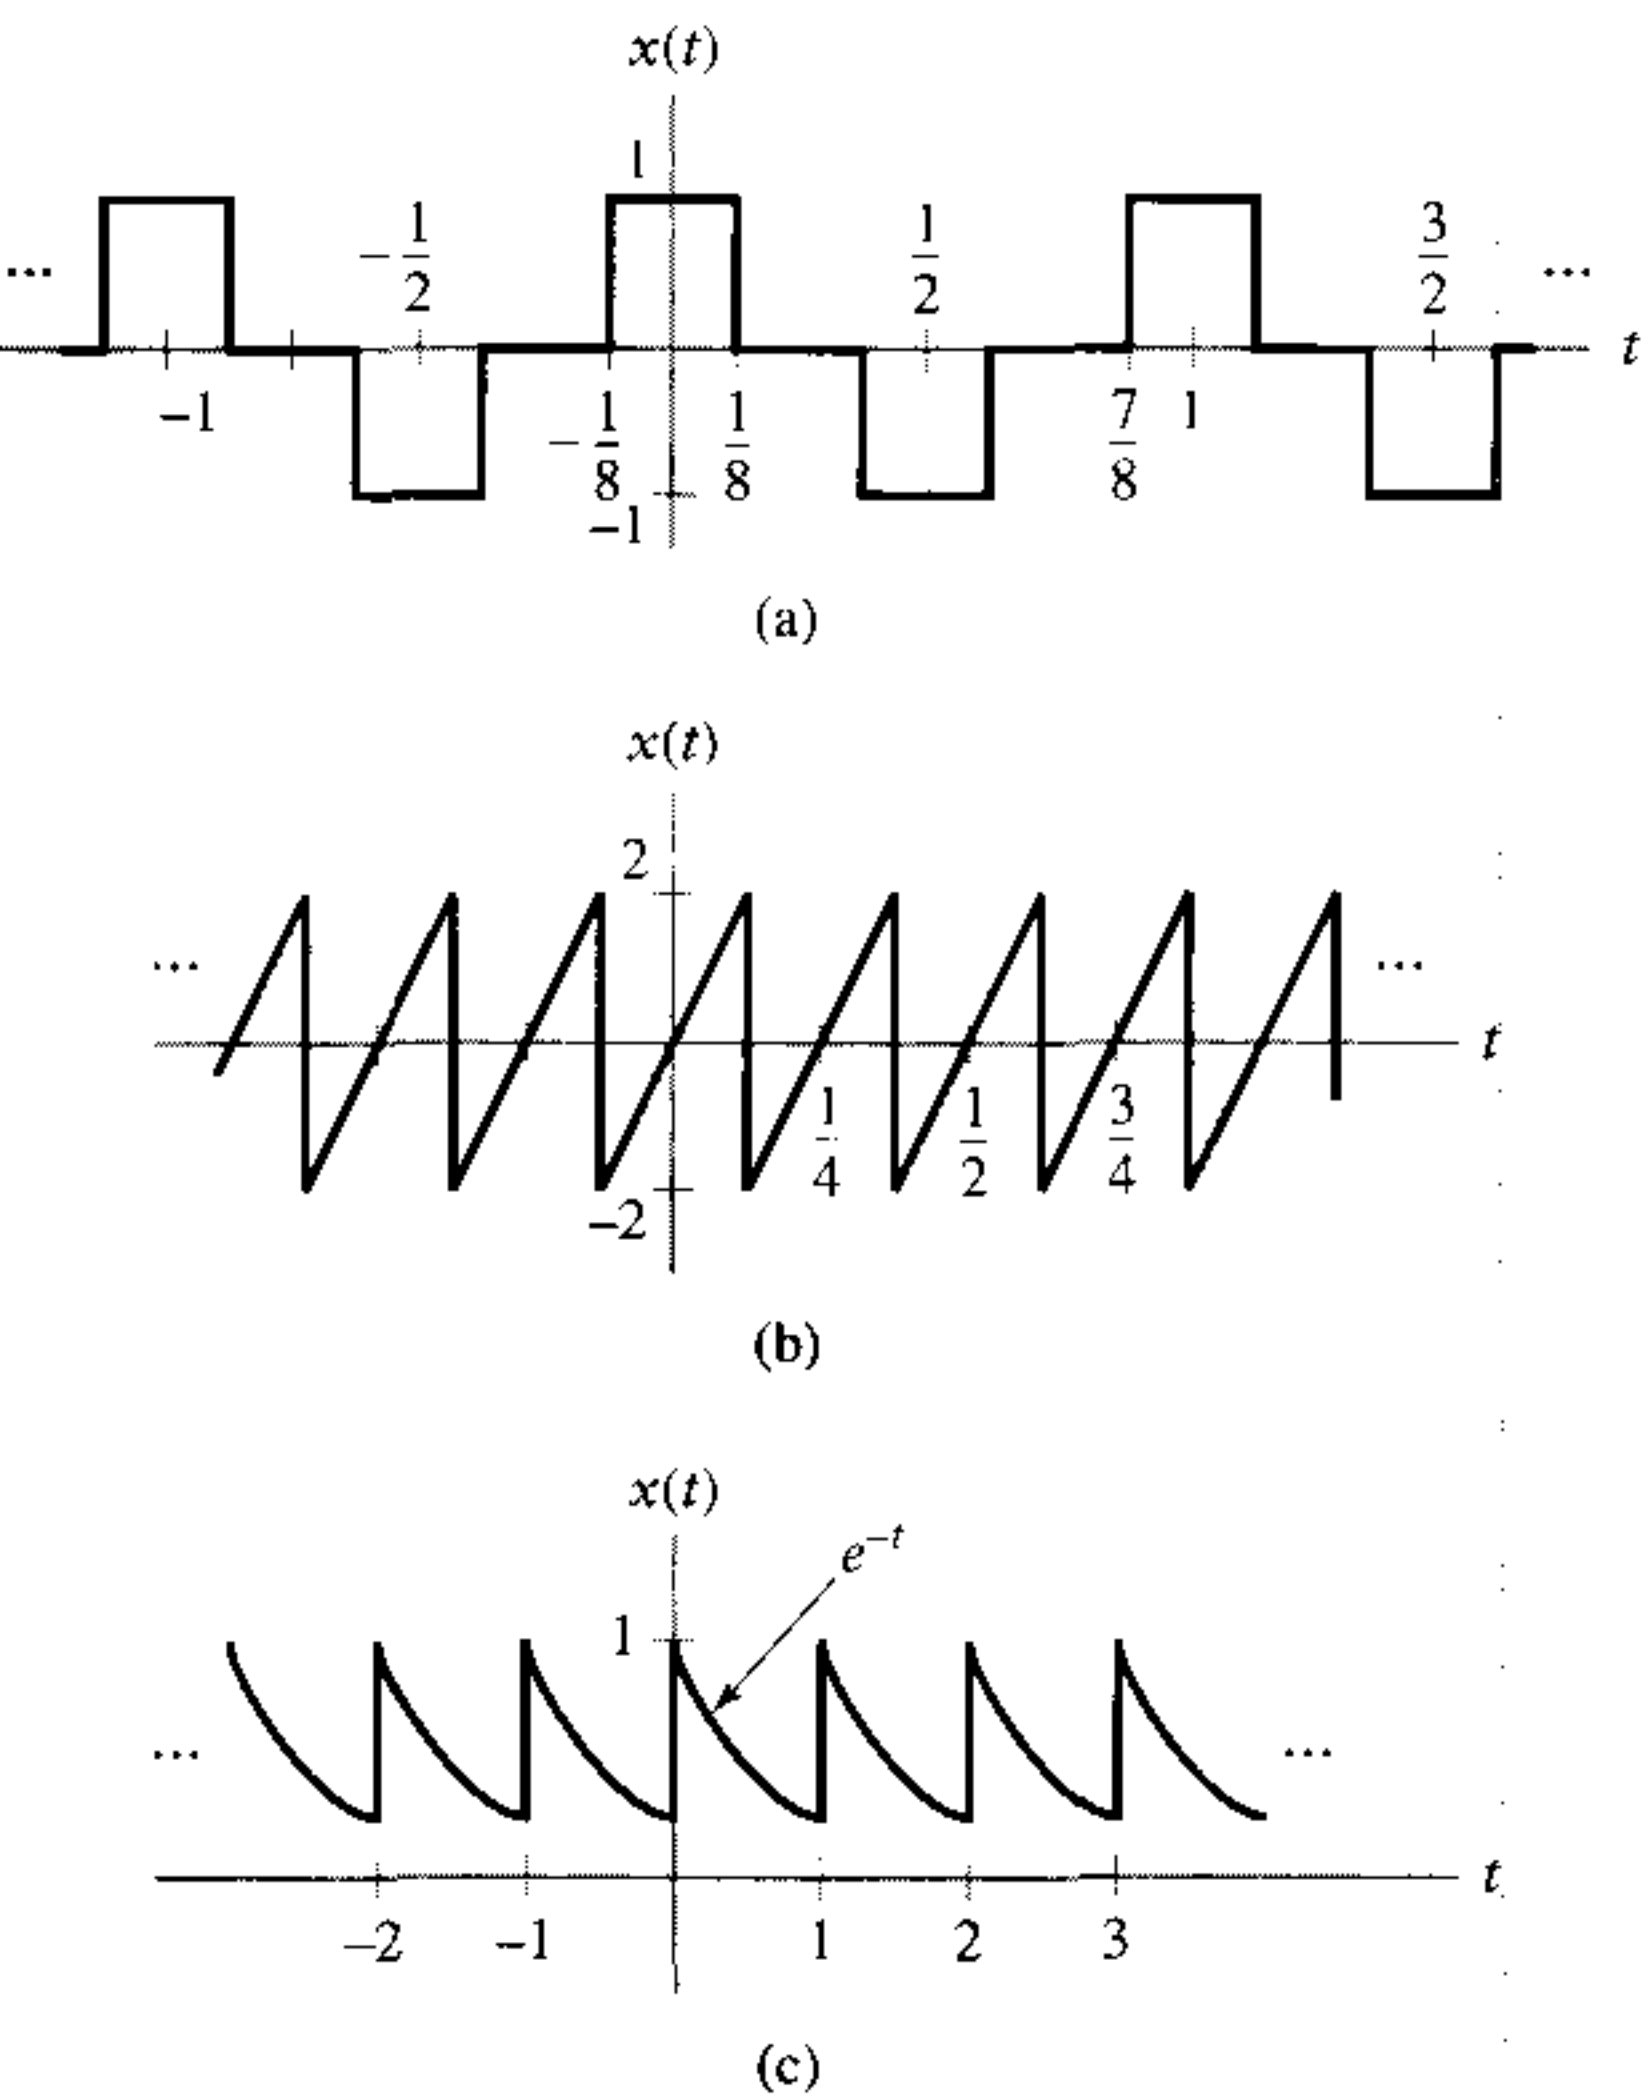 x(t)
1
−1/2 1/2 3/2
... ...
t
−1 −1/8 1/8 7/8 1
−1
(a)
x(t)
2
... ...
t
1/4 1/2 3/4
−2
(b)
x(t)
e^{−t}
1
... ...
t
−2 −1 1 2 3
(c)